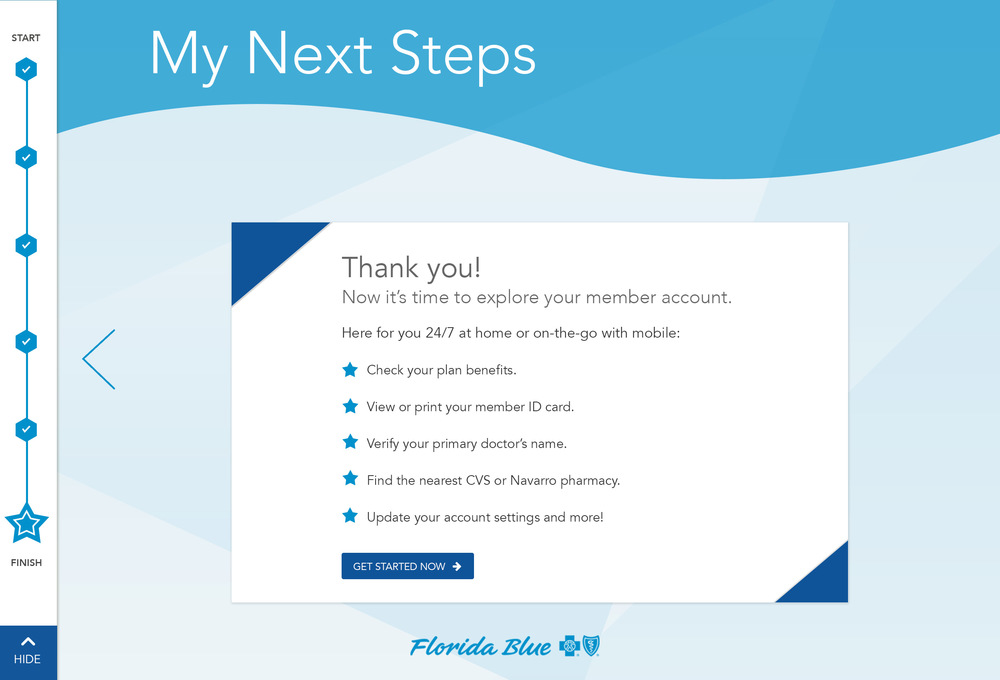 START
My Next Steps
Thank you!
Now it's time to explore your member account.
Here for you 24/7 at home or on-the-go with mobile:
Check your plan benefits.
View or print your member ID card.
Verify your primary doctor's name.
Find the nearest CVS or Navarro pharmacy.
Update your account settings and more!
GET STARTED NOW
FINISH
HIDE
Florida Blue